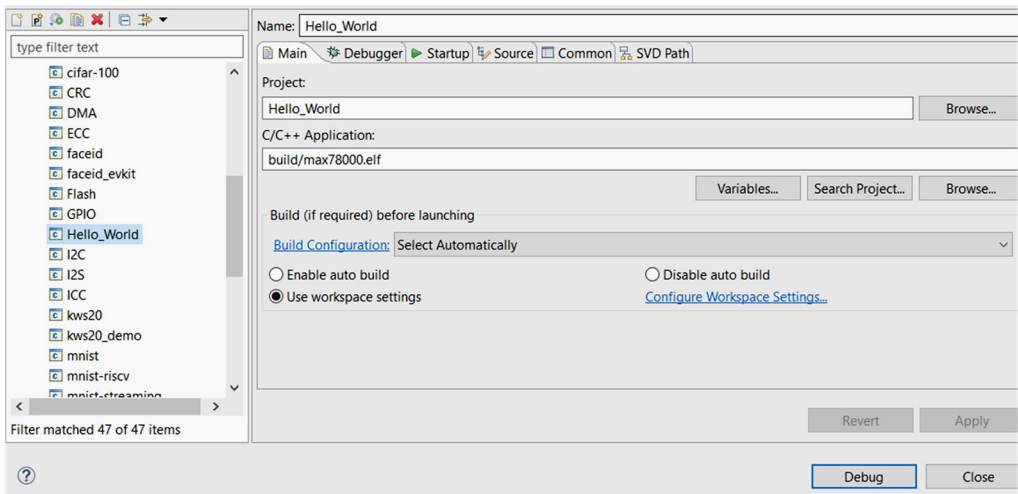 type filter text
cifar-100
CRC
DMA
ECC
faceid
faceid_evkit
Flash
GPIO
Hello_World
I2C
I2S
ICC
kws20
kws20_demo
mnist
mnist-riscv
mnist-streaming
Filter matched 47 of 47 items
Name: Hello_World
Main Debugger Startup Source Common SVD Path
Project:
Hello_World Browse...
C/C++ Application:
build/max78000.elf
Variables... Search Project... Browse...
Build (if required) before launching
Build Configuration: Select Automatically
Enable auto build Disable auto build
Use workspace settings Configure Workspace Settings...
Revert Apply
Debug Close